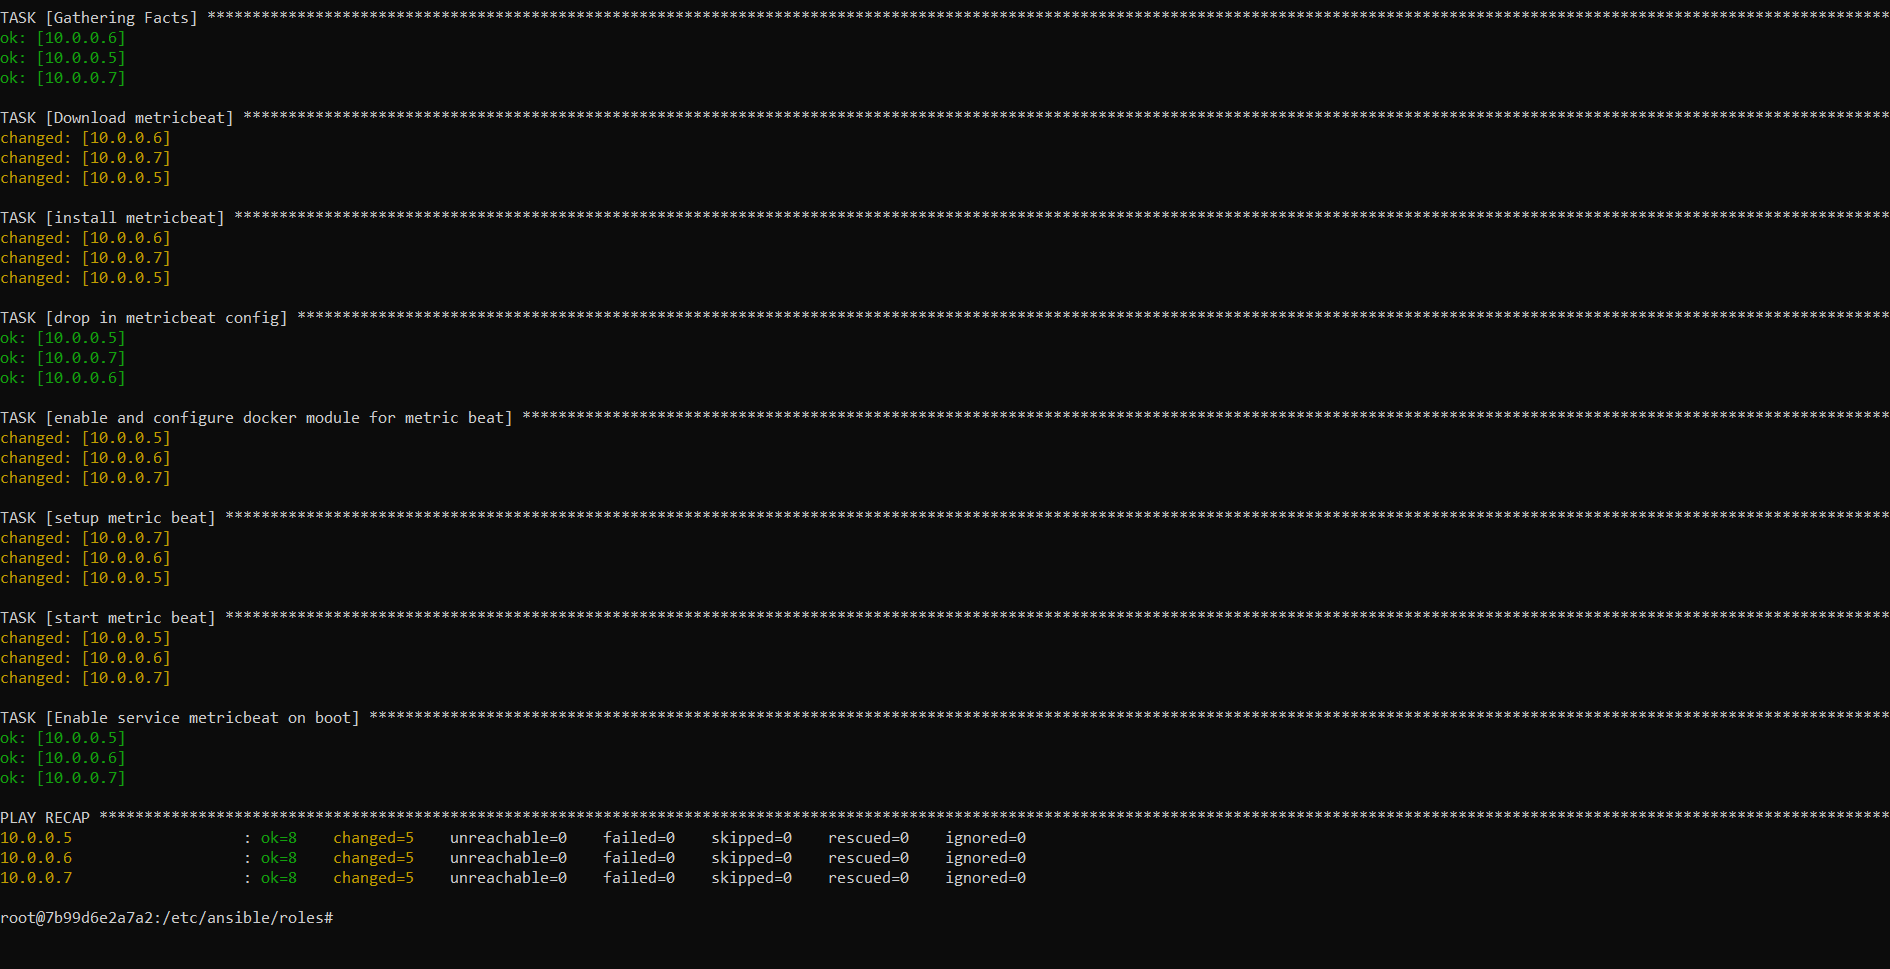 TASK [Gathering Facts] *******************************************************************************************************************************************************************************************
ok: [10.0.0.6]
ok: [10.0.0.5]
ok: [10.0.0.7]
TASK [Download metricbeat] ***************************************************************************************************************************************************************************************
changed: [10.0.0.6]
changed: [10.0.0.7]
changed: [10.0.0.5]
TASK [install metricbeat] ****************************************************************************************************************************************************************************************
changed: [10.0.0.6]
changed: [10.0.0.7]
changed: [10.0.0.5]
TASK [drop in metricbeat config] *********************************************************************************************************************************************************************************
ok: [10.0.0.5]
ok: [10.0.0.7]
ok: [10.0.0.6]
TASK [enable and configure docker module for metric beat] ********************************************************************************************************************************************************
changed: [10.0.0.5]
changed: [10.0.0.6]
changed: [10.0.0.7]
TASK [setup metric beat] *****************************************************************************************************************************************************************************************
changed: [10.0.0.7]
changed: [10.0.0.6]
changed: [10.0.0.5]
TASK [start metric beat] *****************************************************************************************************************************************************************************************
changed: [10.0.0.5]
changed: [10.0.0.6]
changed: [10.0.0.7]
TASK [Enable service metricbeat on boot] *************************************************************************************************************************************************************************
ok: [10.0.0.5]
ok: [10.0.0.6]
ok: [10.0.0.7]
PLAY RECAP *******************************************************************************************************************************************************************************************************
10.0.0.5                   : ok=8    changed=5    unreachable=0    failed=0    skipped=0    rescued=0    ignored=0
10.0.0.6                   : ok=8    changed=5    unreachable=0    failed=0    skipped=0    rescued=0    ignored=0
10.0.0.7                   : ok=8    changed=5    unreachable=0    failed=0    skipped=0    rescued=0    ignored=0
root@7b99d6e2a7a2:/etc/ansible/roles#